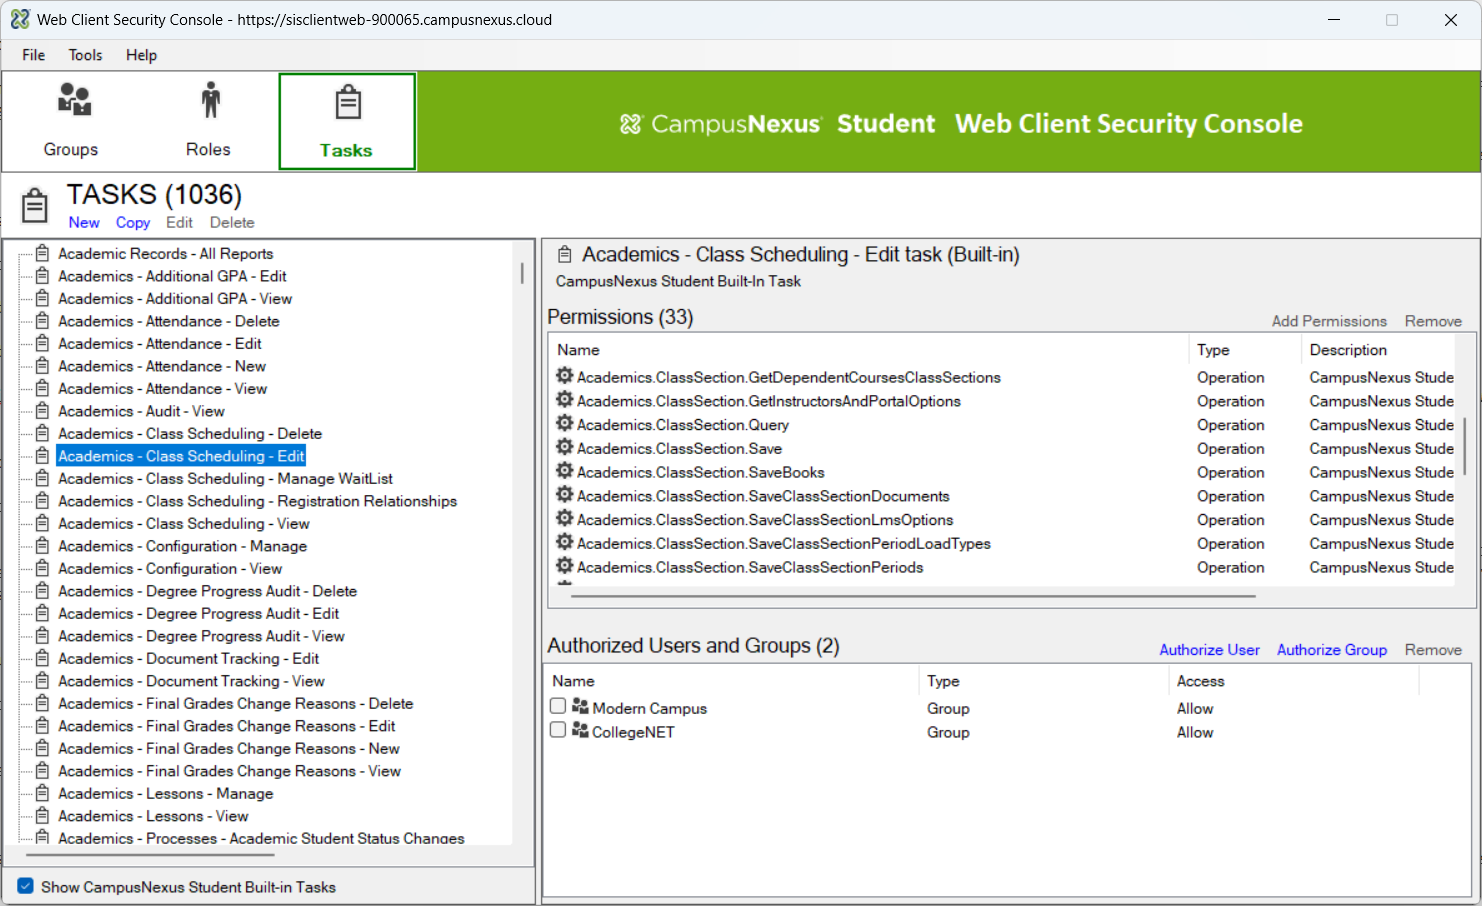 Web Client Security Console - https://sisclientweb-900065.campusnexus.cloud
File Tools Help
Groups Roles Tasks
CampusNexus Student Web Client Security Console
TASKS (1036)
New Copy Edit Delete
Academic Records - All Reports
Academics - Additional GPA - Edit
Academics - Additional GPA - View
Academics - Attendance - Delete
Academics - Attendance - Edit
Academics - Attendance - New
Academics - Attendance - View
Academics - Audit - View
Academics - Class Scheduling - Delete
Academics - Class Scheduling - Edit
Academics - Class Scheduling - Manage WaitList
Academics - Class Scheduling - Registration Relationships
Academics - Class Scheduling - View
Academics - Configuration - Manage
Academics - Configuration - View
Academics - Degree Progress Audit - Delete
Academics - Degree Progress Audit - Edit
Academics - Degree Progress Audit - View
Academics - Document Tracking - Edit
Academics - Document Tracking - View
Academics - Final Grades Change Reasons - Delete
Academics - Final Grades Change Reasons - Edit
Academics - Final Grades Change Reasons - New
Academics - Final Grades Change Reasons - View
Academics - Lessons - Manage
Academics - Lessons - View
Academics - Processes - Academic Student Status Changes
Show CampusNexus Student Built-in Tasks
Academics - Class Scheduling - Edit task (Built-in)
CampusNexus Student Built-In Task
Permissions (33)
Add Permissions Remove
Name Type Description
Academics.ClassSection.GetDependentCoursesClassSections Operation CampusNexus Stude
Academics.ClassSection.GetInstructorsAndPortalOptions Operation CampusNexus Stude
Academics.ClassSection.Query Operation CampusNexus Stude
Academics.ClassSection.Save Operation CampusNexus Stude
Academics.ClassSection.SaveBooks Operation CampusNexus Stude
Academics.ClassSection.SaveClassSectionDocuments Operation CampusNexus Stude
Academics.ClassSection.SaveClassSectionLmsOptions Operation CampusNexus Stude
Academics.ClassSection.SaveClassSectionPeriodLoadTypes Operation CampusNexus Stude
Academics.ClassSection.SaveClassSectionPeriods Operation CampusNexus Stude
Authorized Users and Groups (2)
Authorize User Authorize Group Remove
Name Type Access
Modern Campus Group Allow
CollegeNET Group Allow